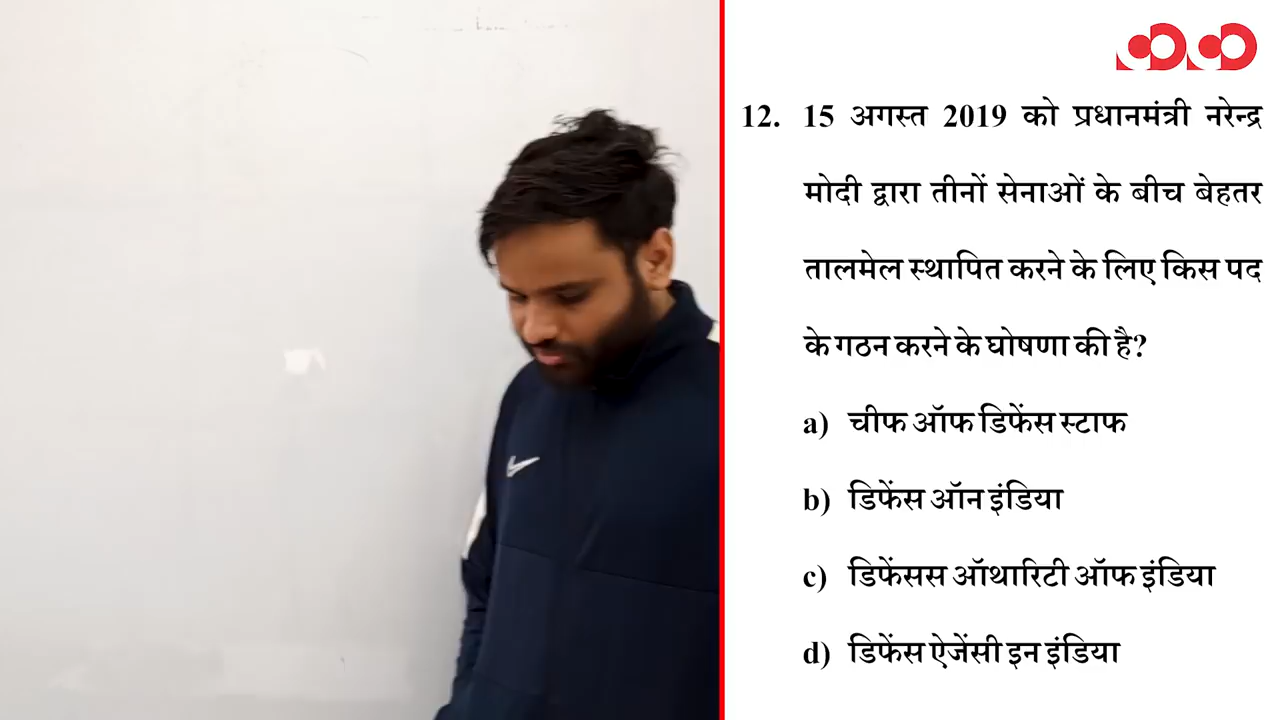 12. 15 अगस्त 2019 को प्रधानमंत्री नरेन्द्र
मोदी द्वारा तीनों सेनाओं के बीच बेहतर
तालमेल स्थापित करने के लिए किस पद
के गठन करने के घोषणा की है?
a) चीफ ऑफ डिफेंस स्टाफ
b) डिफेंस ऑन इंडिया
c) डिफेंसस ऑथारिटी ऑफ इंडिया
d) डिफेंस ऐजेंसी इन इंडिया